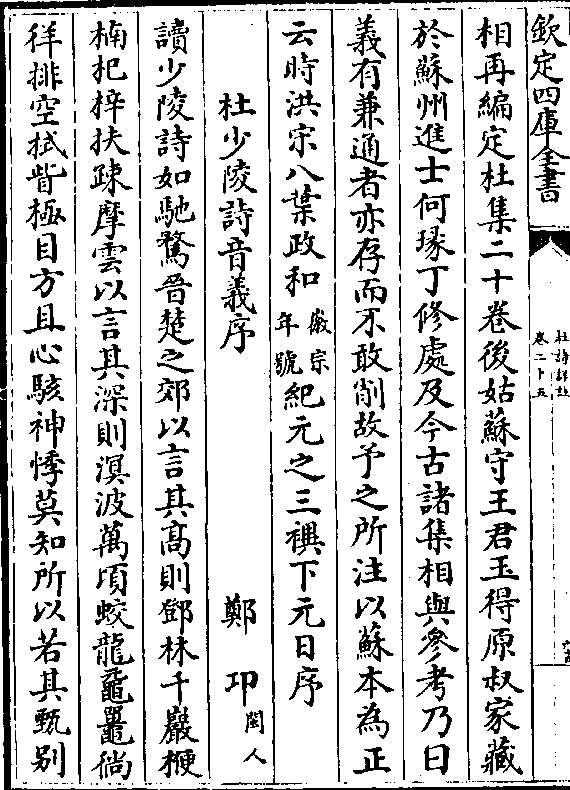 欽定四庫全書
杜詩詳註
卷二十五
相再編定杜集二十卷後姑蘇守王君玉得原叔家藏
於蘇州進士何瑑丁修處及今古諸集相與參考乃曰
義有兼通者亦存而不敢削故予之所注以蘇本為正
云時洪宗八葉政和徽宗年號紀元之三禩下元日序
杜少陵詩音義序 鄭卭閩人
讀少陵詩如馳騖晉楚之郊以言其高則鄧林千巖楩
楠杞梓扶疎摩雲以言其深則溟波萬頃蛟龍黿鼉徜
徉排空拭眥極目方且心駭神悸莫知所以若其甄别